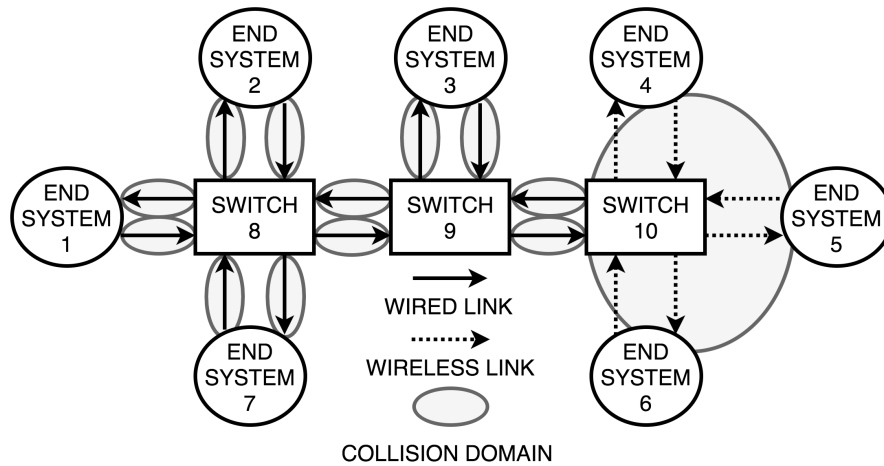 END
SYSTEM
2
END
SYSTEM
3
END
SYSTEM
4
END
SYSTEM
1
SWITCH
8
SWITCH
9
SWITCH
10
END
SYSTEM
5
END
SYSTEM
7
END
SYSTEM
6
WIRED LINK
WIRELESS LINK
COLLISION DOMAIN